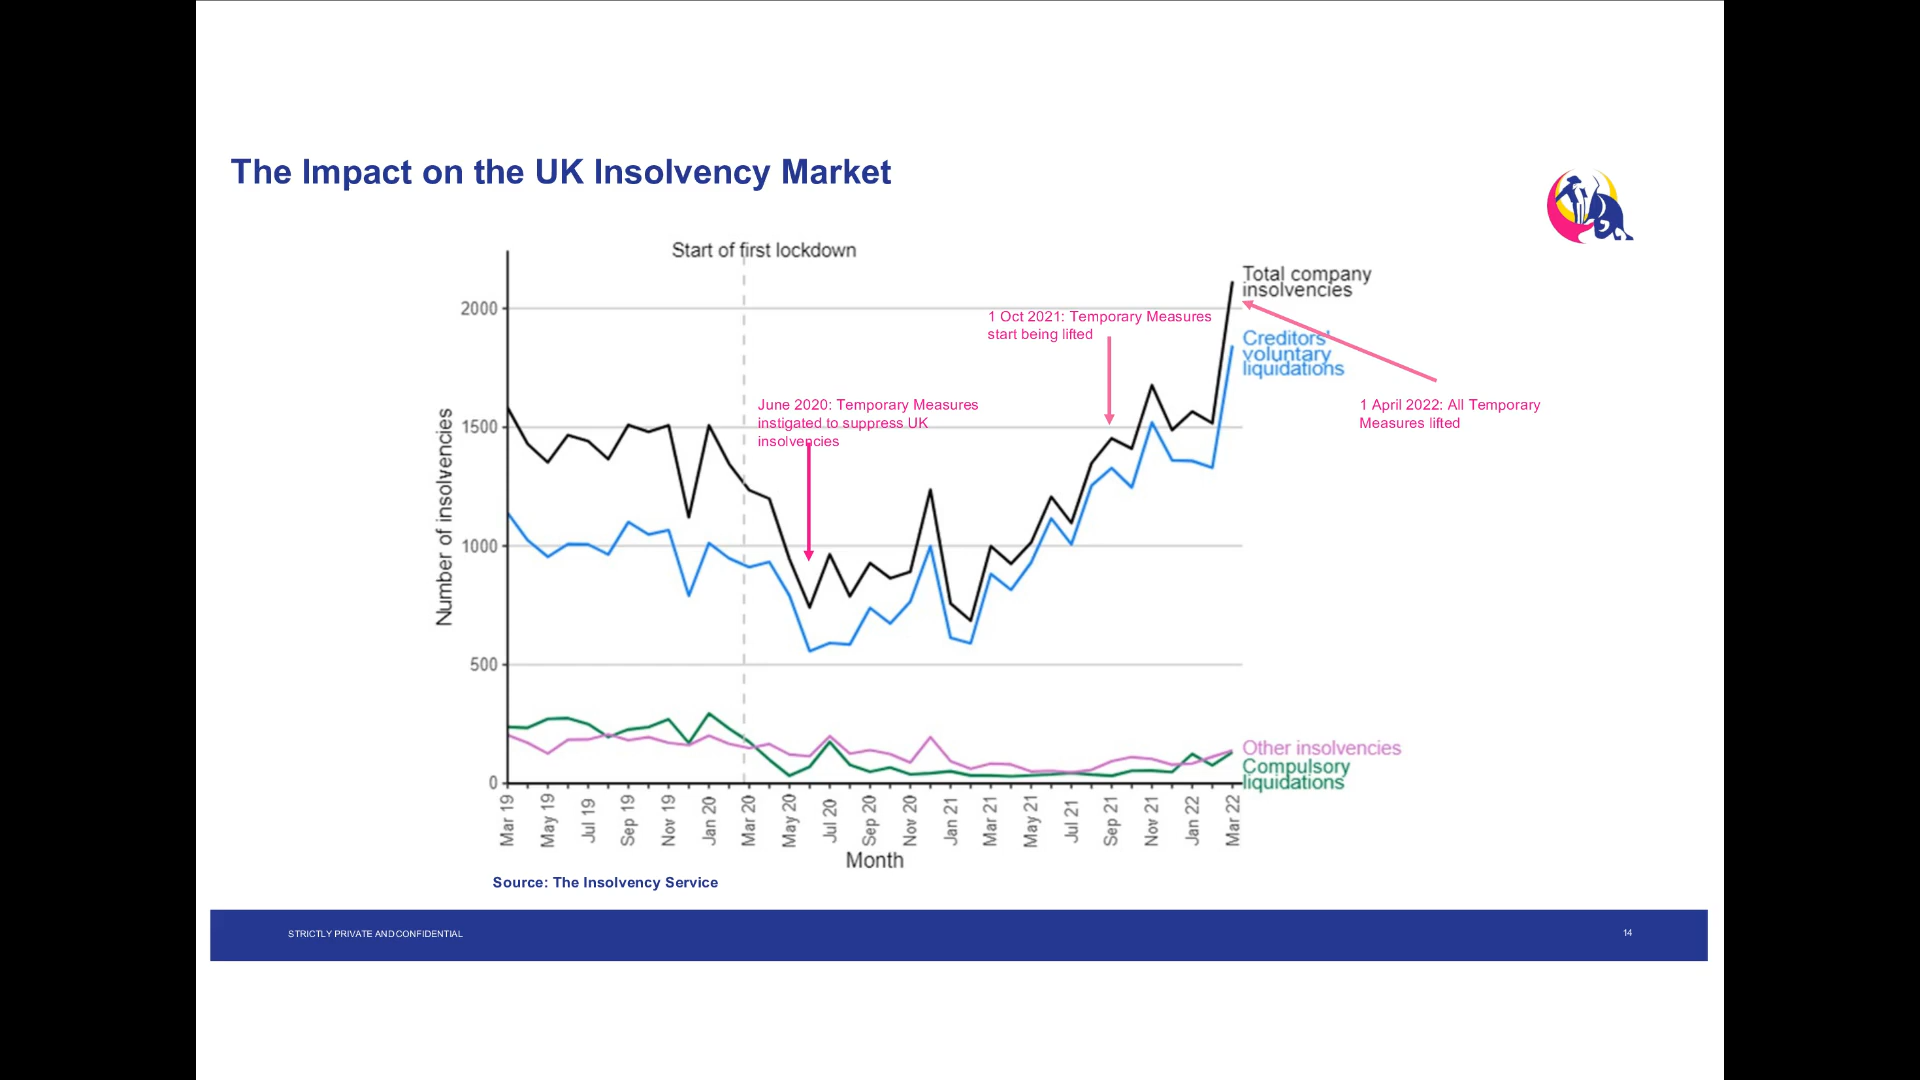 The Impact on the UK Insolvency Market
Start of first lockdown
Total company
insolvencies
2000
1 Oct 2021: Temporary Measures
start being lifted
Creditors'
voluntary
liquidations
June 2020: Temporary Measures
instigated to suppress UK
insolvencies
1 April 2022: All Temporary
Measures lifted
1500
Number of insolvencies
1000
500
Other insolvencies
Compulsory
liquidations
0
Mar 19
May 19
Jul 19
Sep 19
Nov 19
Jan 20
Mar 20
May 20
Jul 20
Sep 20
Nov 20
Jan 21
Mar 21
May 21
Jul 21
Sep 21
Nov 21
Jan 22
Mar 22
Month
Source: The Insolvency Service
STRICTLY PRIVATE AND CONFIDENTIAL
14